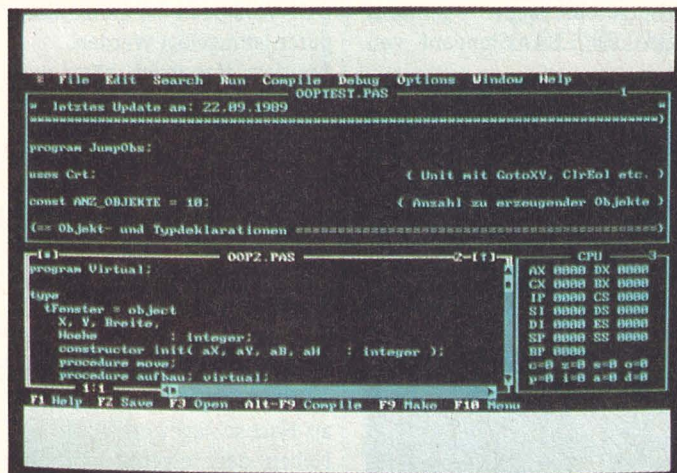 ≡ File Edit Search Run Compile Debug Options Window Help
OOPTEST.PAS 1
* letztes Update am: 22.09.1989 *
program JumpObs;
uses Crt; { Unit mit GotoXY, ClrEol etc. }
const ANZ_OBJEKTE = 10; { Anzahl zu erzeugender Objekte }
{== Objekt- und Typdeklarationen ==================================================}
[■] OOP2.PAS 2-[↑]
program Virtual;
type
tFenster = object
X, Y, Breite,
Hoehe : integer;
constructor init( aX, aY, aB, aH : integer );
procedure move;
procedure aufbau; virtual;
1:1
CPU 3
AX 0000 DX 0000
CX 0000 BX 0000
IP 0000 CS 0000
SI 0000 DS 0000
DI 0000 ES 0000
SP 0000 SS 0000
BP 0000
c=0 z=0 s=0 o=0
p=0 i=0 a=0 d=0
F1 Help F2 Save F3 Open Alt-F9 Compile F9 Make F10 Menu